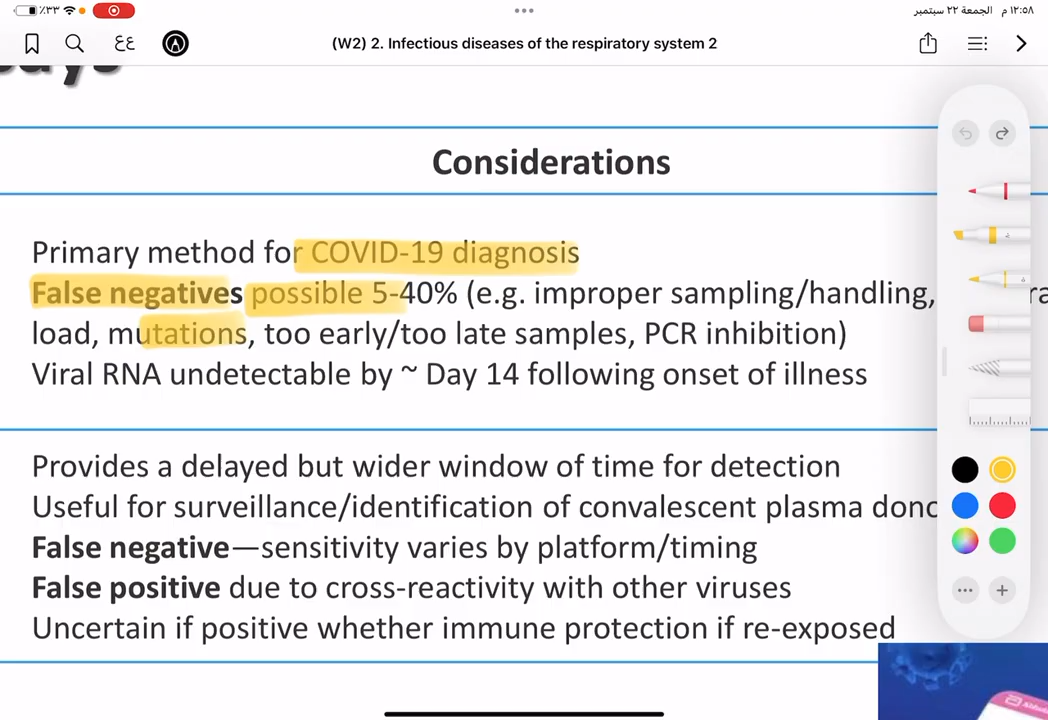 ٪٣٣
١٢:٥٨ م الجمعة ٢٢ سبتمبر
(W2) 2. Infectious diseases of the respiratory system 2
Considerations
Primary method for COVID-19 diagnosis
False negatives possible 5-40% (e.g. improper sampling/handling,
load, mutations, too early/too late samples, PCR inhibition)
Viral RNA undetectable by ~ Day 14 following onset of illness
Provides a delayed but wider window of time for detection
Useful for surveillance/identification of convalescent plasma dono
False negative—sensitivity varies by platform/timing
False positive due to cross-reactivity with other viruses
Uncertain if positive whether immune protection if re-exposed